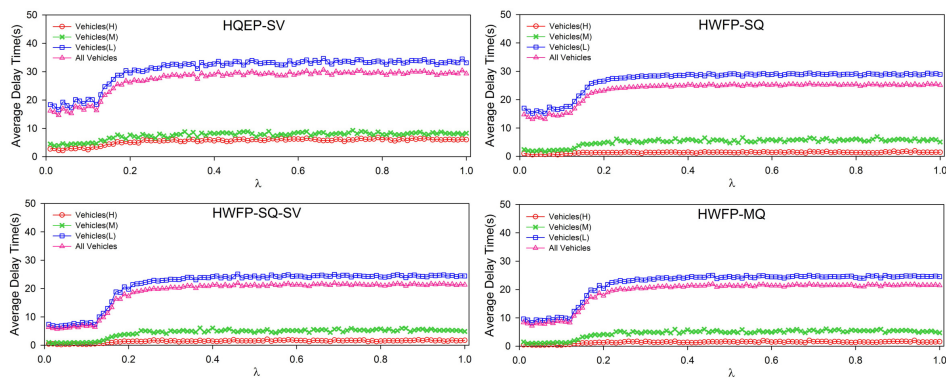 HQEP-SV
Vehicles(H)
Vehicles(M)
Vehicles(L)
All Vehicles
Average Delay Time(s)
50
40
30
20
10
0
0.0 0.2 0.4 0.6 0.8 1.0
λ
HWFP-SQ
Vehicles(H)
Vehicles(M)
Vehicles(L)
All Vehicles
Average Delay Time(s)
50
40
30
20
10
0
0.0 0.2 0.4 0.6 0.8 1.0
λ
HWFP-SQ-SV
Vehicles(H)
Vehicles(M)
Vehicles(L)
All Vehicles
Average Delay Time(s)
50
40
30
20
10
0
0.0 0.2 0.4 0.6 0.8 1.0
λ
HWFP-MQ
Vehicles(H)
Vehicles(M)
Vehicles(L)
All Vehicles
Average Delay Time(s)
50
40
30
20
10
0
0.0 0.2 0.4 0.6 0.8 1.0
λ